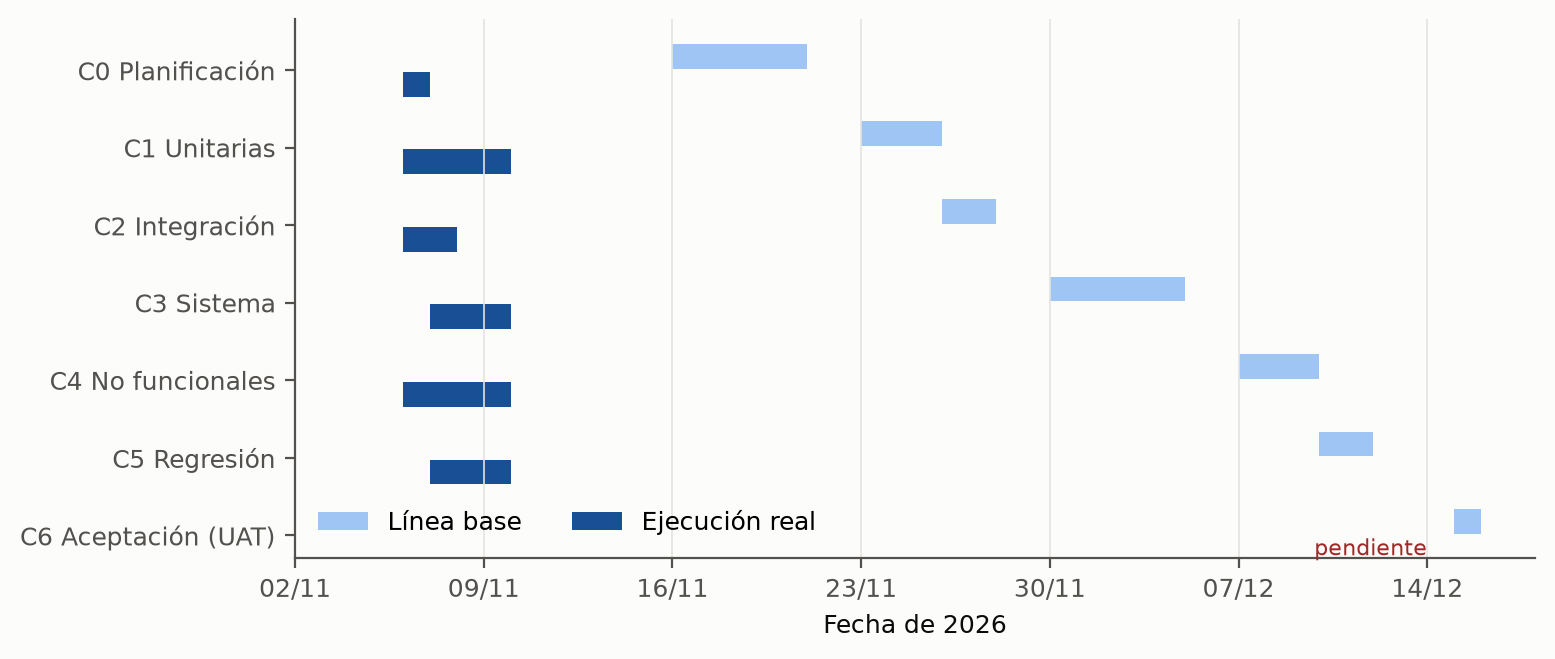 C0 Planificación
C1 Unitarias
C2 Integración
C3 Sistema
C4 No funcionales
C5 Regresión
Línea base
Ejecución real
C6 Aceptación (UAT)
pendiente
02/11
09/11
16/11
23/11
30/11
07/12
14/12
Fecha de 2026